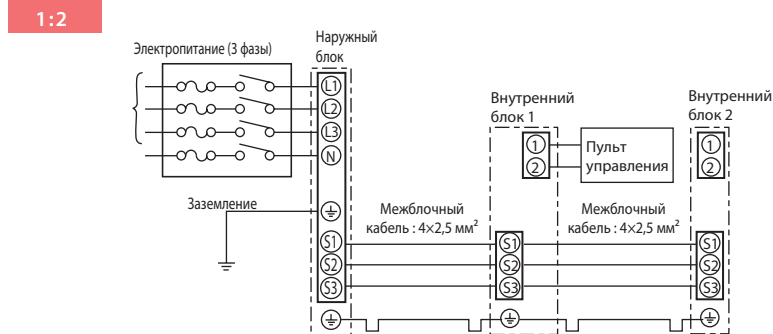 1:2
Электропитание (3 фазы)
Наружный
блок
L1
L2
L3
N
Заземление
S1
S2
S3
Межблочный
кабель : 4×2,5 мм²
Внутренний
блок 1
1
2
Пульт
управления
S1
S2
S3
Межблочный
кабель : 4×2,5 мм²
Внутренний
блок 2
1
2
S1
S2
S3